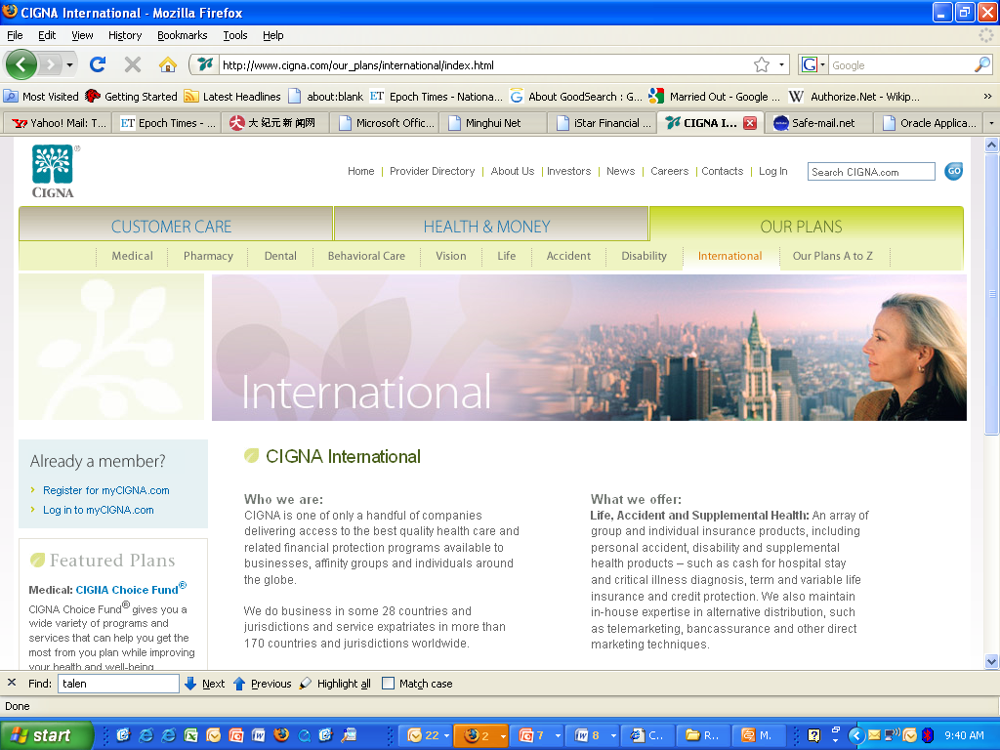 CIGNA International - Mozilla Firefox
File Edit View History Bookmarks Tools Help
http://www.cigna.com/our_plans/international/index.html
G Google
Most Visited Getting Started Latest Headlines about:blank ET Epoch Times - Nationa... G About GoodSearch : G... Married Out - Google ... W Authorize.Net - Wikip... »
Yahoo! Mail: T... ET Epoch Times - ... 大纪元新闻网 Microsoft Offic... Minghui Net iStar Financial ... CIGNA I... Safe-mail.net Oracle Applica...
CIGNA®
Home | Provider Directory | About Us | Investors | News | Careers | Contacts | Log In Search CIGNA.com GO
CUSTOMER CARE HEALTH & MONEY OUR PLANS
Medical Pharmacy Dental Behavioral Care Vision Life Accident Disability International Our Plans A to Z
International
Already a member?
Register for myCIGNA.com
Log in to myCIGNA.com
Featured Plans
Medical: CIGNA Choice Fund®
CIGNA Choice Fund® gives you a
wide variety of programs and
services that can help you get the
most from you plan while improving
your health and well-being.
CIGNA International
Who we are:
CIGNA is one of only a handful of companies
delivering access to the best quality health care and
related financial protection programs available to
businesses, affinity groups and individuals around
the globe.
We do business in some 28 countries and
jurisdictions and service expatriates in more than
170 countries and jurisdictions worldwide.
What we offer:
Life, Accident and Supplemental Health: An array of
group and individual insurance products, including
personal accident, disability and supplemental
health products – such as cash for hospital stay
and critical illness diagnosis, term and variable life
insurance and credit protection. We also maintain
in-house expertise in alternative distribution, such
as telemarketing, bancassurance and other direct
marketing techniques.
Find: talen Next Previous Highlight all Match case
Done
start 22 2 7 8 C... R... M... 9:40 AM